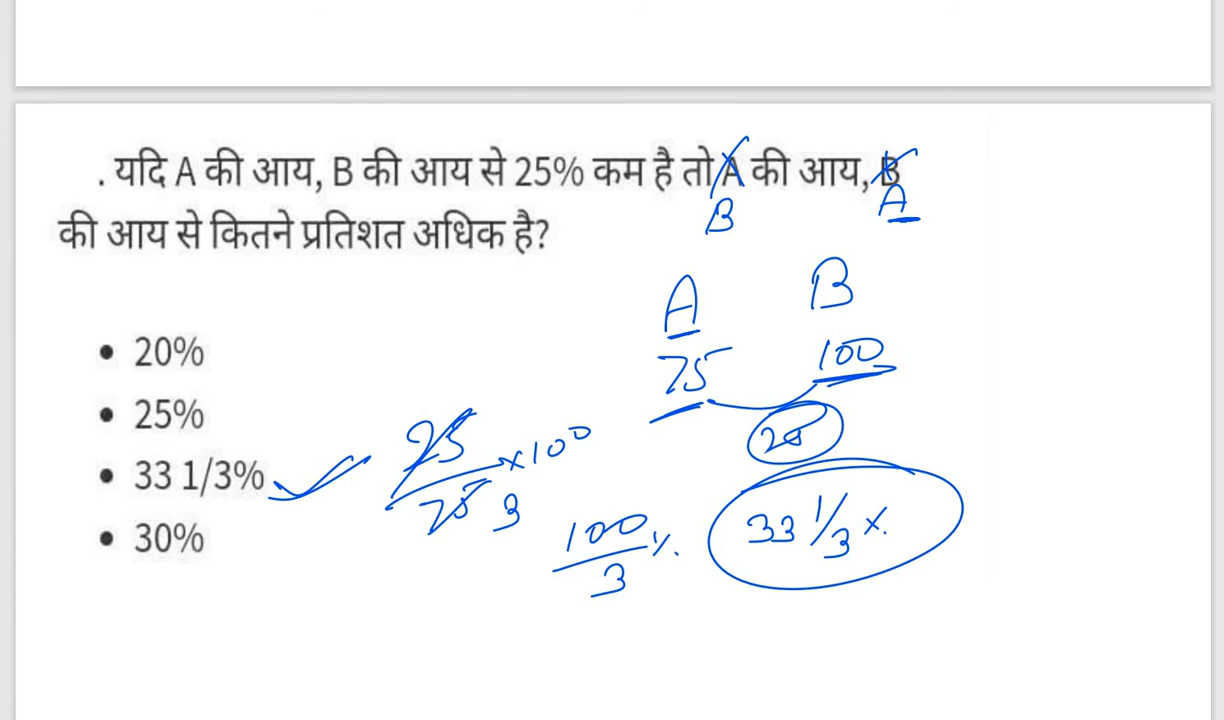 . यदि A की आय, B की आय से 25% कम है तो A की आय, B
B A
की आय से कितने प्रतिशत अधिक है?
A B
75 100
25
• 20%
• 25%
• 33 1/3%
• 30%
25/75 ×100
3
100/3 %.
33 1/3 %.